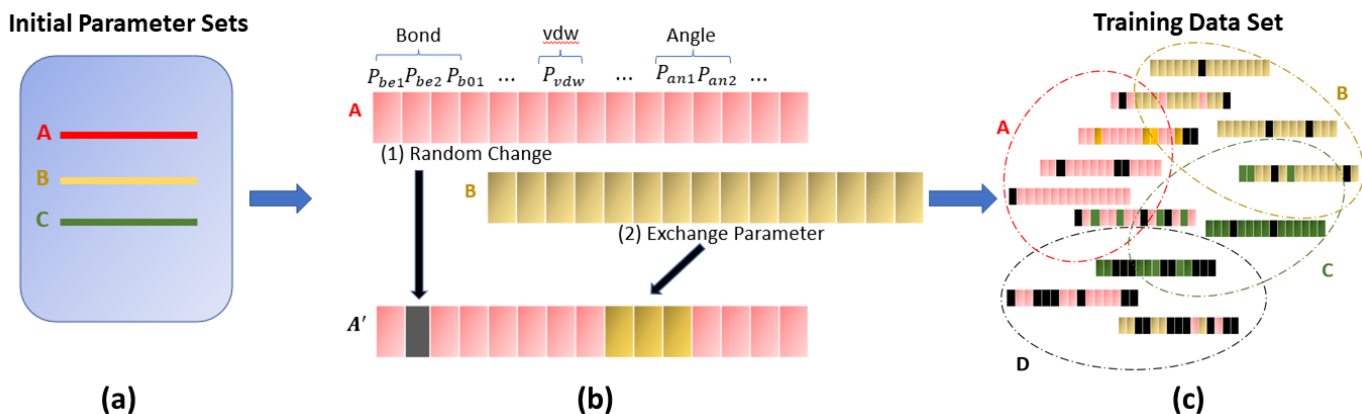 Initial Parameter Sets
A
B
C
(a)
Bond
vdw
Angle
P_be1 P_be2 P_b01 ... P_vdw ... P_an1 P_an2 ...
A
(1) Random Change
B
(2) Exchange Parameter
A′
(b)
Training Data Set
B
A
C
D
(c)